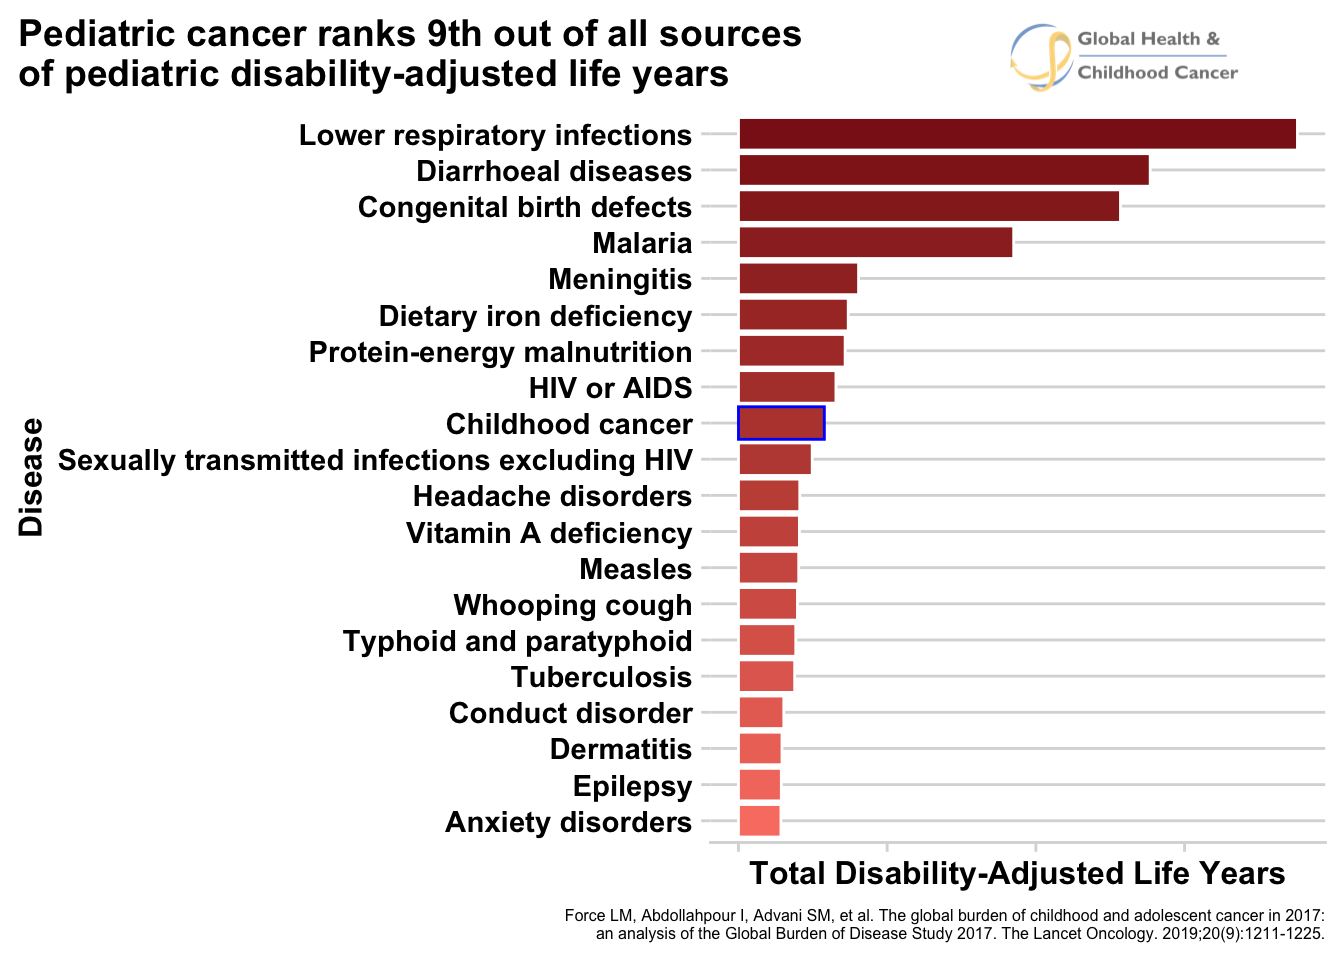 Pediatric cancer ranks 9th out of all sources
of pediatric disability-adjusted life years
Global Health &
Childhood Cancer
Lower respiratory infections
Diarrhoeal diseases
Congenital birth defects
Malaria
Meningitis
Dietary iron deficiency
Protein-energy malnutrition
HIV or AIDS
Childhood cancer
Sexually transmitted infections excluding HIV
Headache disorders
Vitamin A deficiency
Measles
Whooping cough
Typhoid and paratyphoid
Tuberculosis
Conduct disorder
Dermatitis
Epilepsy
Anxiety disorders
Disease
Total Disability-Adjusted Life Years
Force LM, Abdollahpour I, Advani SM, et al. The global burden of childhood and adolescent cancer in 2017:
an analysis of the Global Burden of Disease Study 2017. The Lancet Oncology. 2019;20(9):1211-1225.